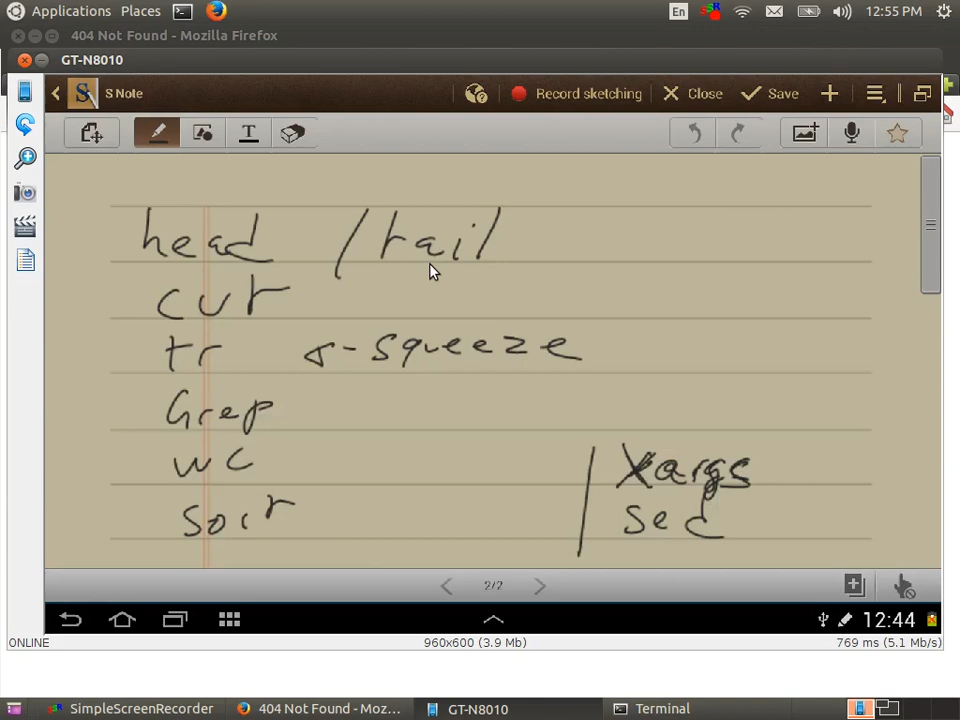 Applications Places En 12:55 PM
404 Not Found - Mozilla Firefox
GT-N8010
S Note Record sketching Close Save
T
head /tail
cut
tr s-squeeze
Grep
wc
sort
xargs
sed
2/2
12:44
ONLINE 960x600 (3.9 Mb) 769 ms (5.1 Mb/s)
SimpleScreenRecorder 404 Not Found - Moz... GT-N8010 Terminal